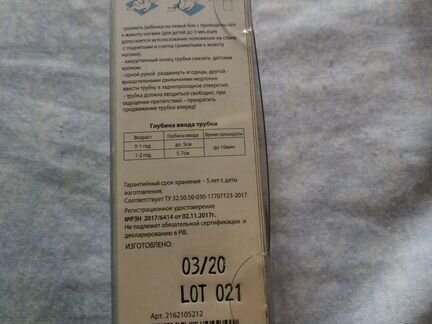 - уложить ребенка на левый бок с приведенными
к животу ногами (для детей до 6 месяцев
допускается использование положения на спине
с поднятыми и слегка прижатыми к животу
ногами);
- закругленный конец трубки смазать детским
кремом;
- одной рукой раздвинуть ягодицы, другой -
вращательными движениями медленно
ввести трубку в заднепроходное отверстие;
- трубка должна вводиться свободно, при
ощущении препятствий - прекратить
продвижение трубки вперед!
Глубина ввода трубки
Возраст Глубина ввода Время процедуры
0-1 год до 5см до 10мин
1-2 год 5-7см
Гарантийный срок хранения - 5 лет с даты
изготовления.
Соответствует ТУ 32.50.50-030-17707123-2017.
Регистрационное удостоверение
№РЗН 2017/6414 от 02.11.2017г.
Не подлежит обязательной сертификации и
декларированию в РФ.
ИЗГОТОВЛЕНО:
03/20
LOT 021
Арт. 2162105212